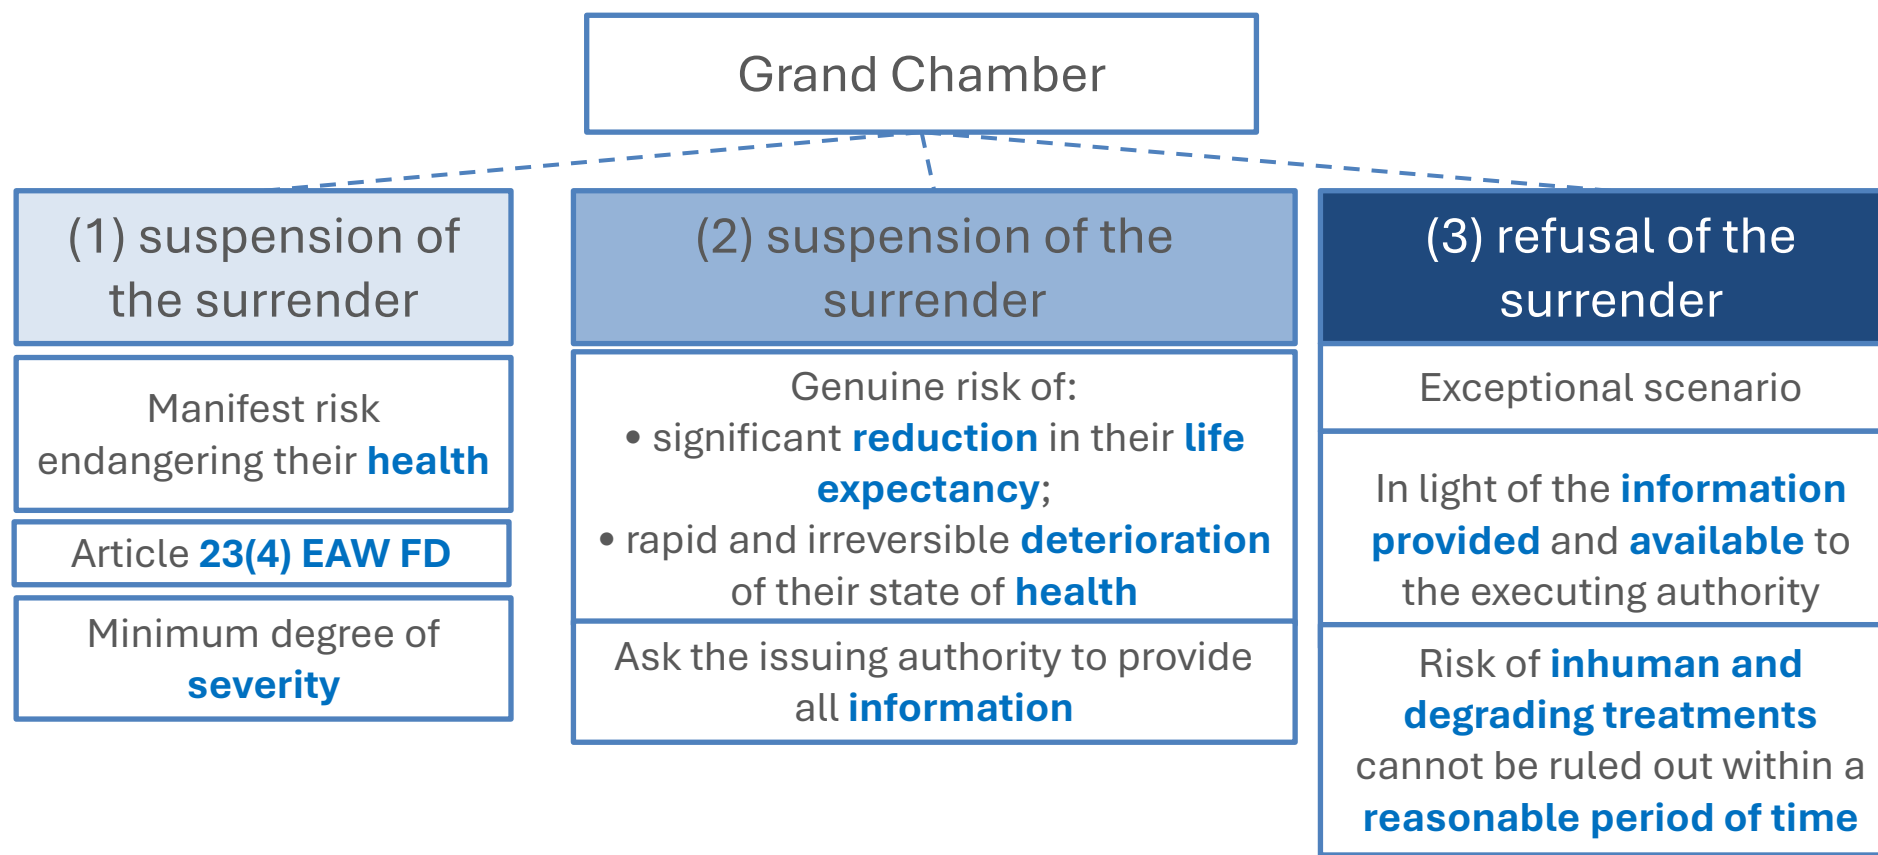 Grand Chamber
(1) suspension of
the surrender
Manifest risk
endangering their health
Article 23(4) EAW FD
Minimum degree of
severity
(2) suspension of the
surrender
Genuine risk of:
• significant reduction in their life
expectancy;
• rapid and irreversible deterioration
of their state of health
Ask the issuing authority to provide
all information
(3) refusal of the
surrender
Exceptional scenario
In light of the information
provided and available to
the executing authority
Risk of inhuman and
degrading treatments
cannot be ruled out within a
reasonable period of time